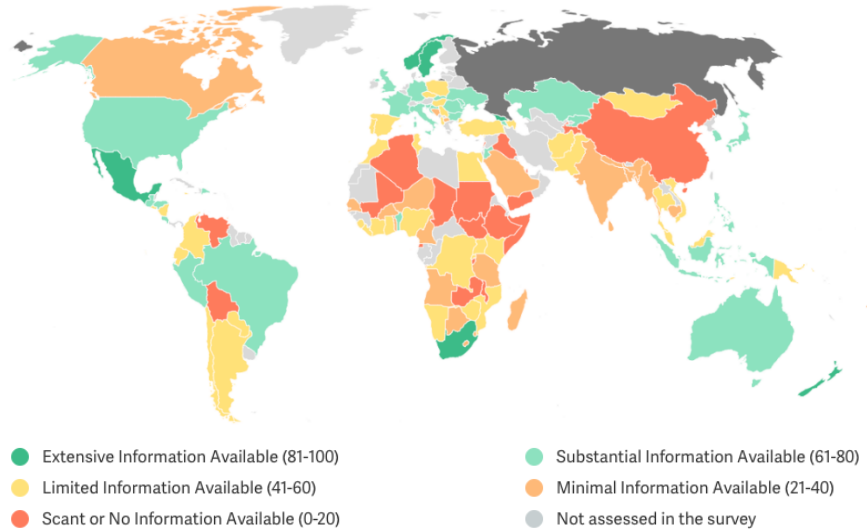 Extensive Information Available (81-100)
Substantial Information Available (61-80)
Limited Information Available (41-60)
Minimal Information Available (21-40)
Scant or No Information Available (0-20)
Not assessed in the survey